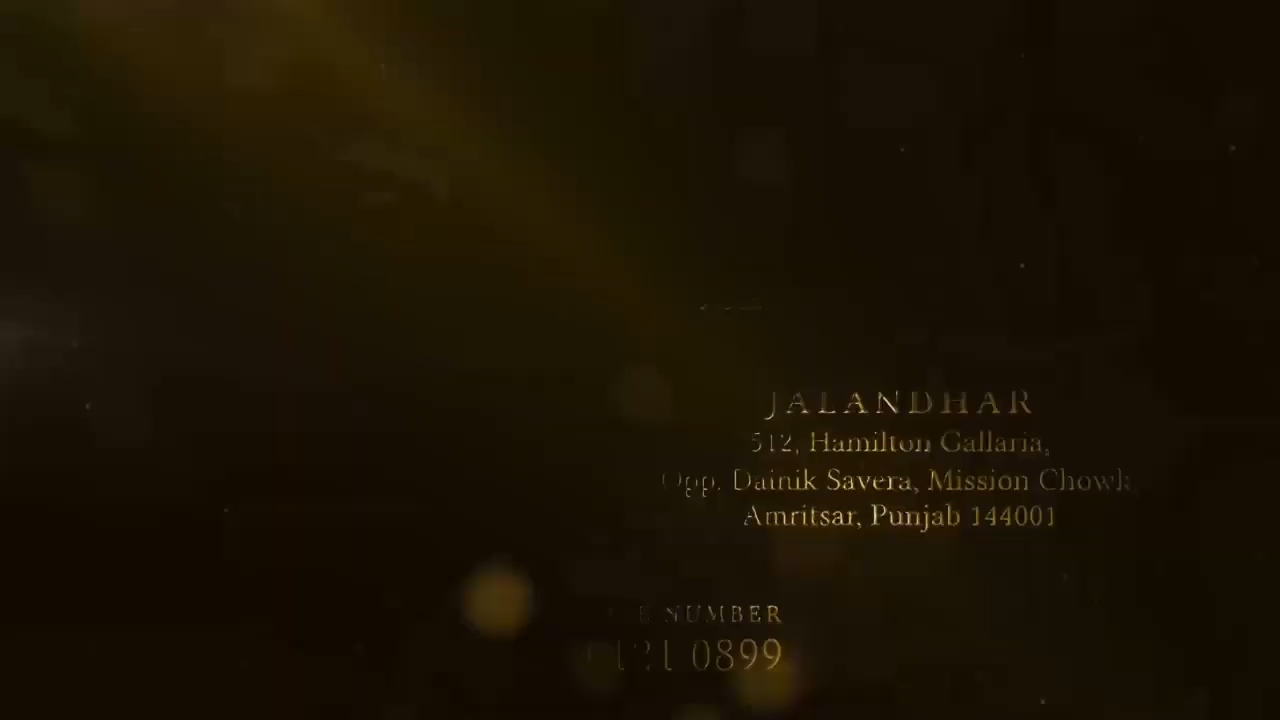 JALANDHAR
512, Hamilton Gallaria,
Opp. Dainik Savera, Mission Chowk,
Amritsar, Punjab 144001
NUMBER
0899